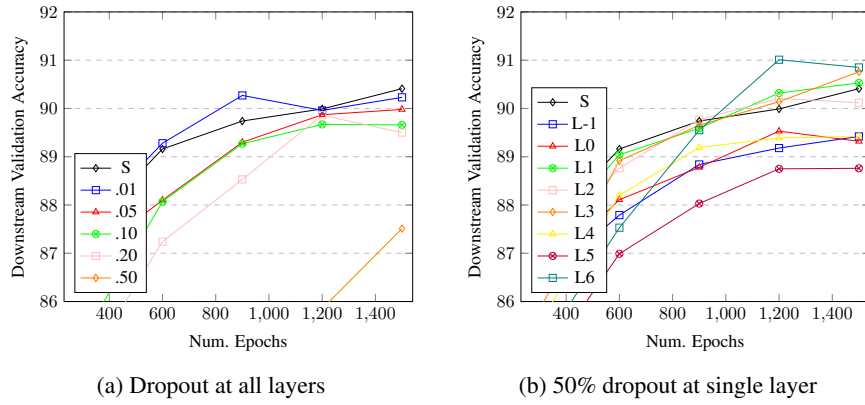 92
91
90
89
88
87
86
Downstream Validation Accuracy
S
.01
.05
.10
.20
.50
400 600 800 1,000 1,200 1,400
Num. Epochs
(a) Dropout at all layers
92
91
90
89
88
87
86
Downstream Validation Accuracy
S
L-1
L0
L1
L2
L3
L4
L5
L6
400 600 800 1,000 1,200 1,400
Num. Epochs
(b) 50% dropout at single layer